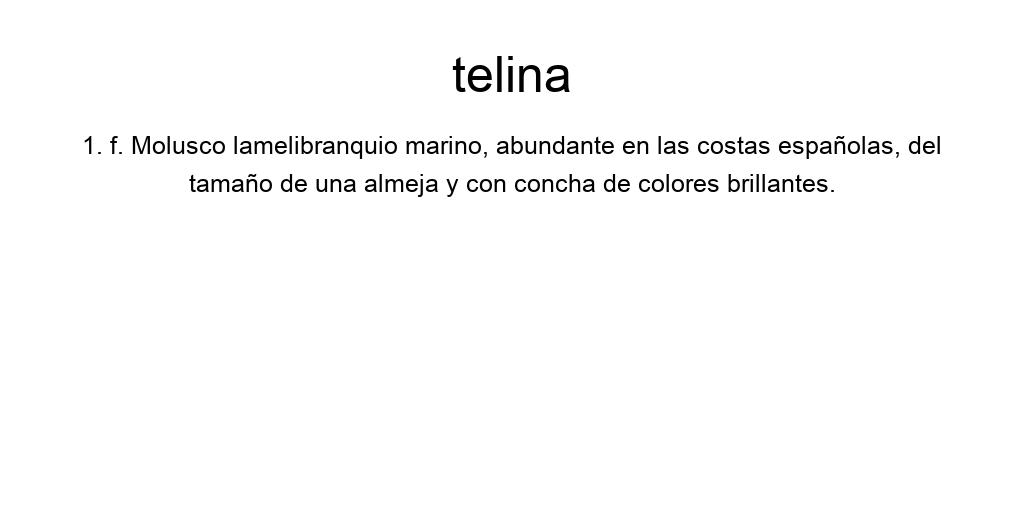 telina
1. f. Molusco lamelibranquio marino, abundante en las costas españolas, del
tamaño de una almeja y con concha de colores brillantes.